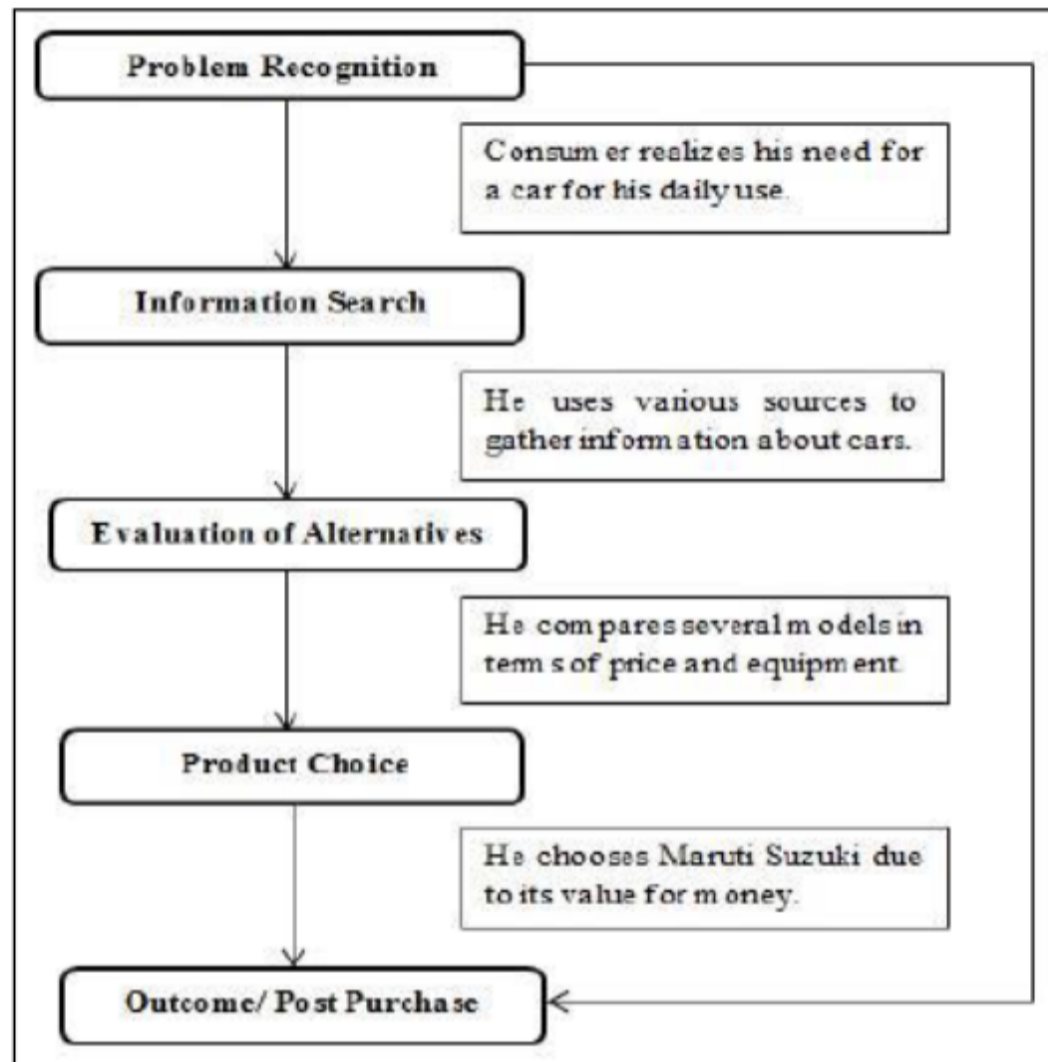 Problem Recognition
Consumer realizes his need for
a car for his daily use.
Information Search
He uses various sources to
gather information about cars.
Evaluation of Alternatives
He compares several models in
terms of price and equipment.
Product Choice
He chooses Maruti Suzuki due
to its value for money.
Outcome/ Post Purchase